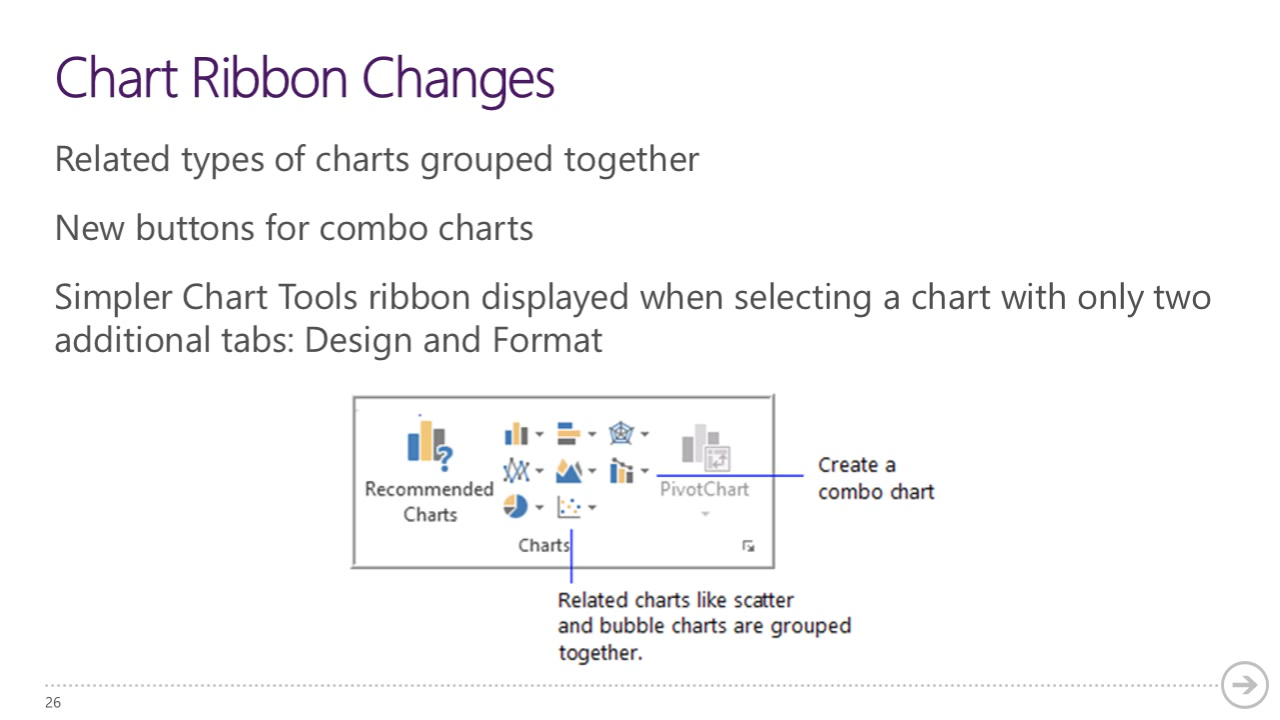 Chart Ribbon Changes
Related types of charts grouped together
New buttons for combo charts
Simpler Chart Tools ribbon displayed when selecting a chart with only two
additional tabs: Design and Format
Recommended
Charts
PivotChart
Charts
Create a
combo chart
Related charts like scatter
and bubble charts are grouped
together.
26